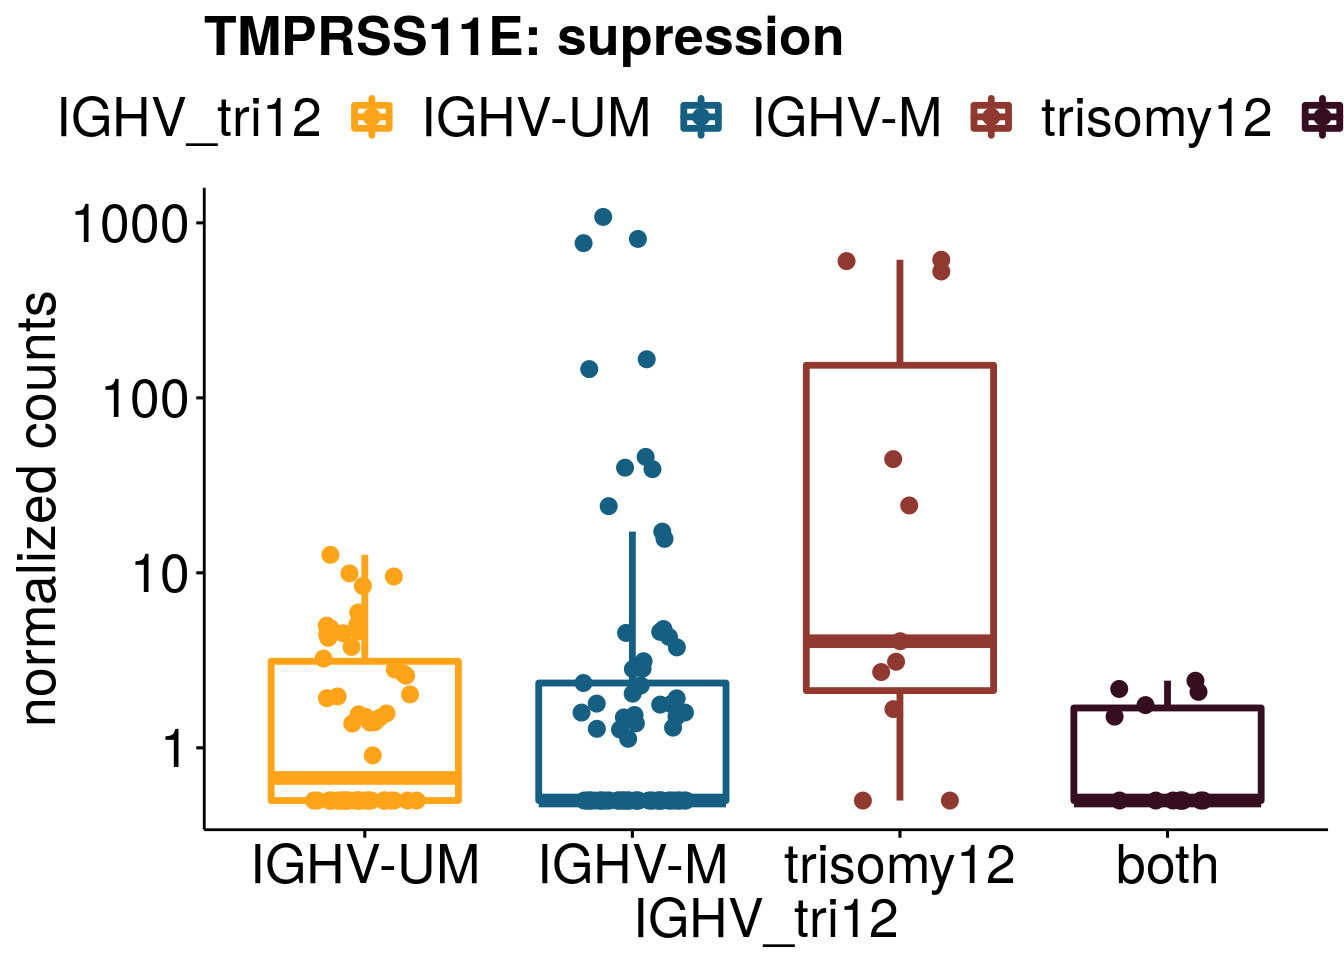 TMPRSS11E: supression
IGHV_tri12 IGHV-UM IGHV-M trisomy12
normalized counts
1000
100
10
1
IGHV-UM IGHV-M trisomy12 both
IGHV_tri12